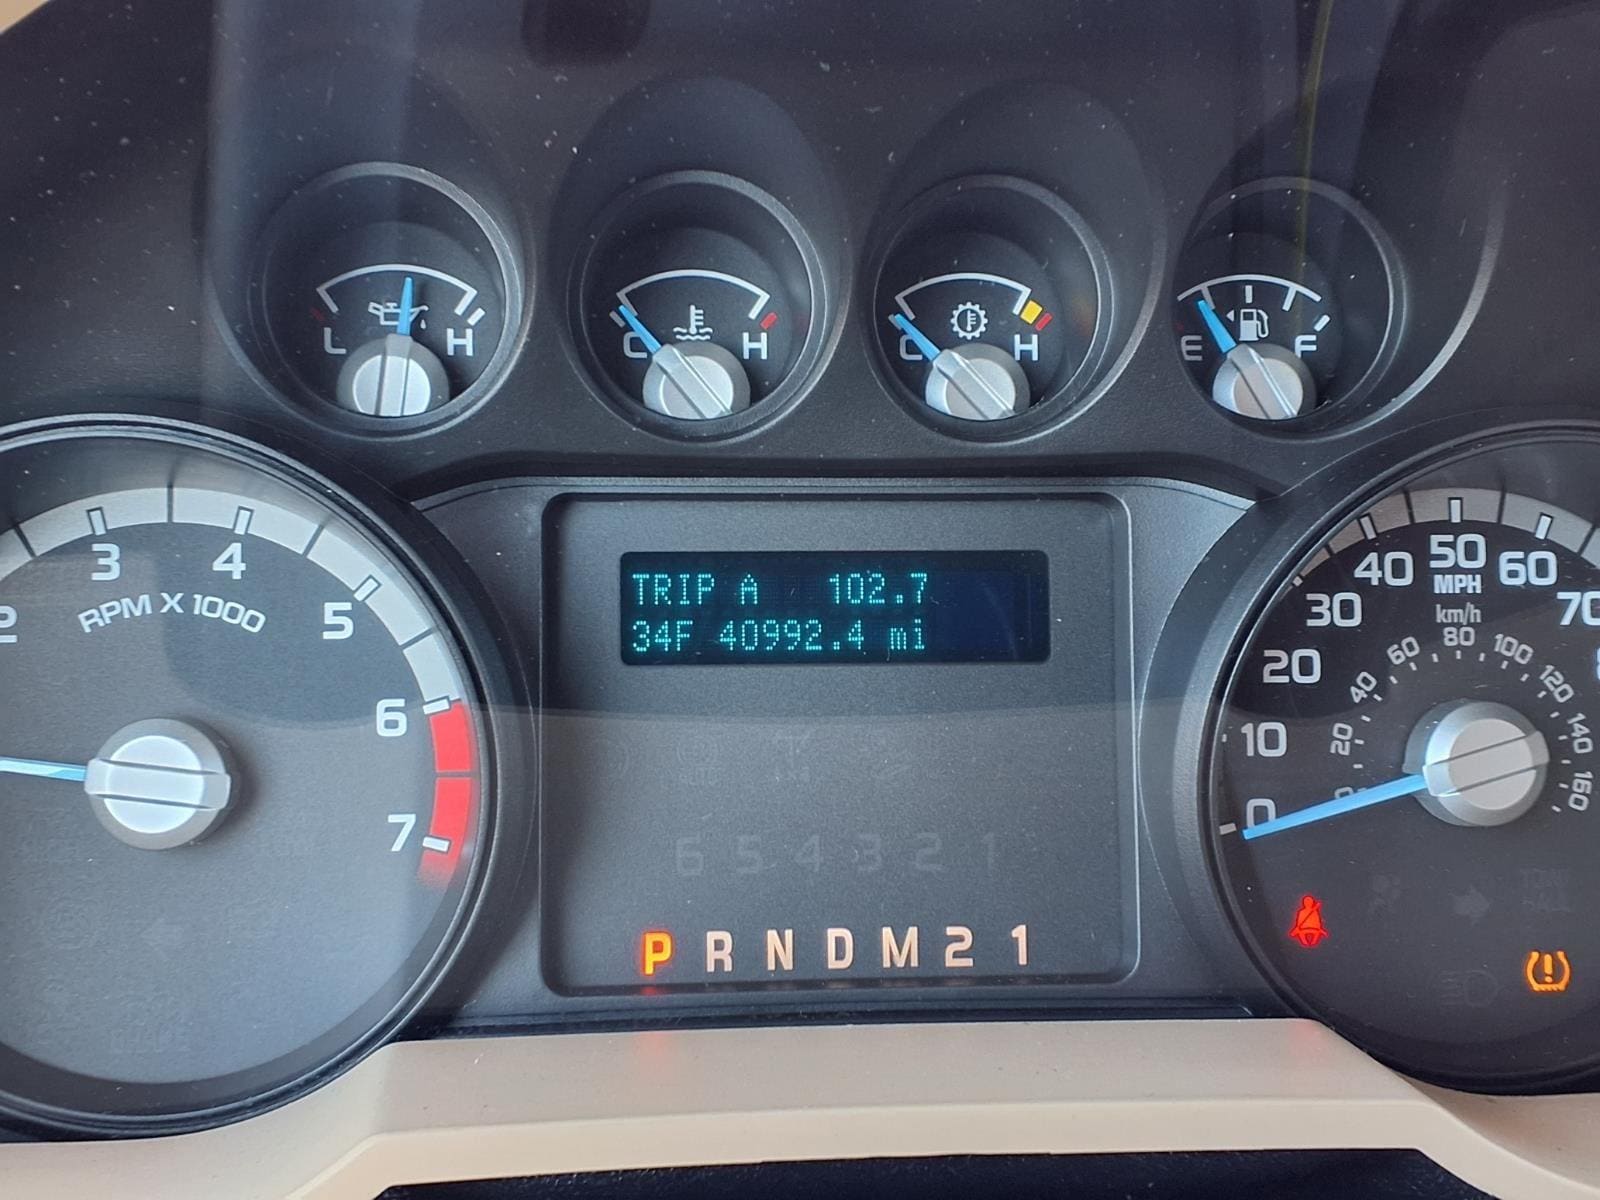 L H
C H
C H
E F
2 3 4 5 6 7
RPM X 1000
TRIP A 102.7
34F 40992.4 mi
6 5 4 3 2 1
P R N D M 2 1
0 10 20 30 40 50 60 70
MPH
km/h
20 40 60 80 100 120 140 160